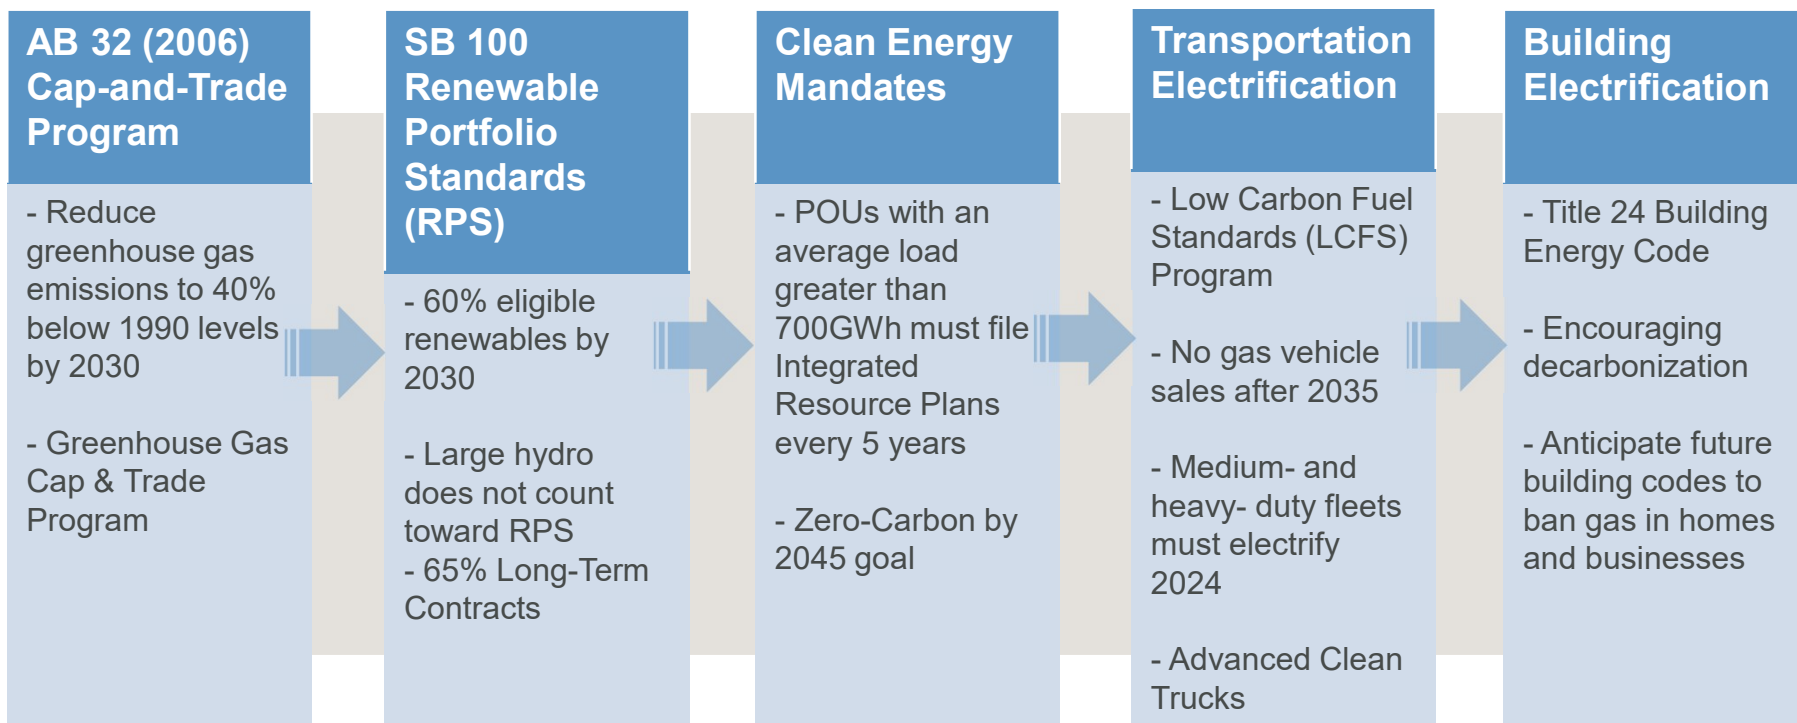 AB 32 (2006)
Cap-and-Trade
Program
- Reduce
greenhouse gas
emissions to 40%
below 1990 levels
by 2030
- Greenhouse Gas
Cap & Trade
Program
SB 100
Renewable
Portfolio
Standards
(RPS)
- 60% eligible
renewables by
2030
- Large hydro
does not count
toward RPS
- 65% Long-Term
Contracts
Clean Energy
Mandates
- POUs with an
average load
greater than
700GWh must file
Integrated
Resource Plans
every 5 years
- Zero-Carbon by
2045 goal
Transportation
Electrification
- Low Carbon Fuel
Standards (LCFS)
Program
- No gas vehicle
sales after 2035
- Medium- and
heavy- duty fleets
must electrify
2024
- Advanced Clean
Trucks
Building
Electrification
- Title 24 Building
Energy Code
- Encouraging
decarbonization
- Anticipate future
building codes to
ban gas in homes
and businesses